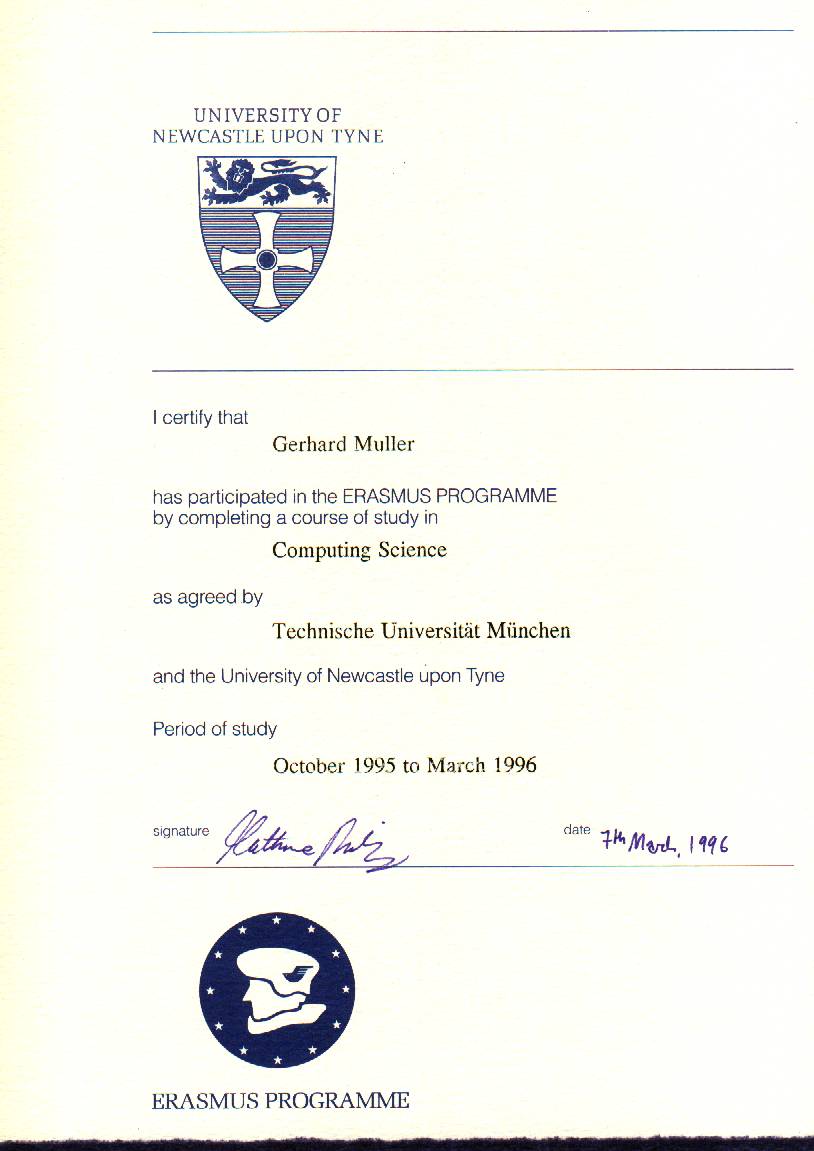 UNIVERSITY OF
NEWCASTLE UPON TYNE
I certify that
Gerhard Muller
has participated in the ERASMUS PROGRAMME
by completing a course of study in
Computing Science
as agreed by
Technische Universität München
and the University of Newcastle upon Tyne
Period of study
October 1995 to March 1996
signature
date 7th March, 1996
ERASMUS PROGRAMME